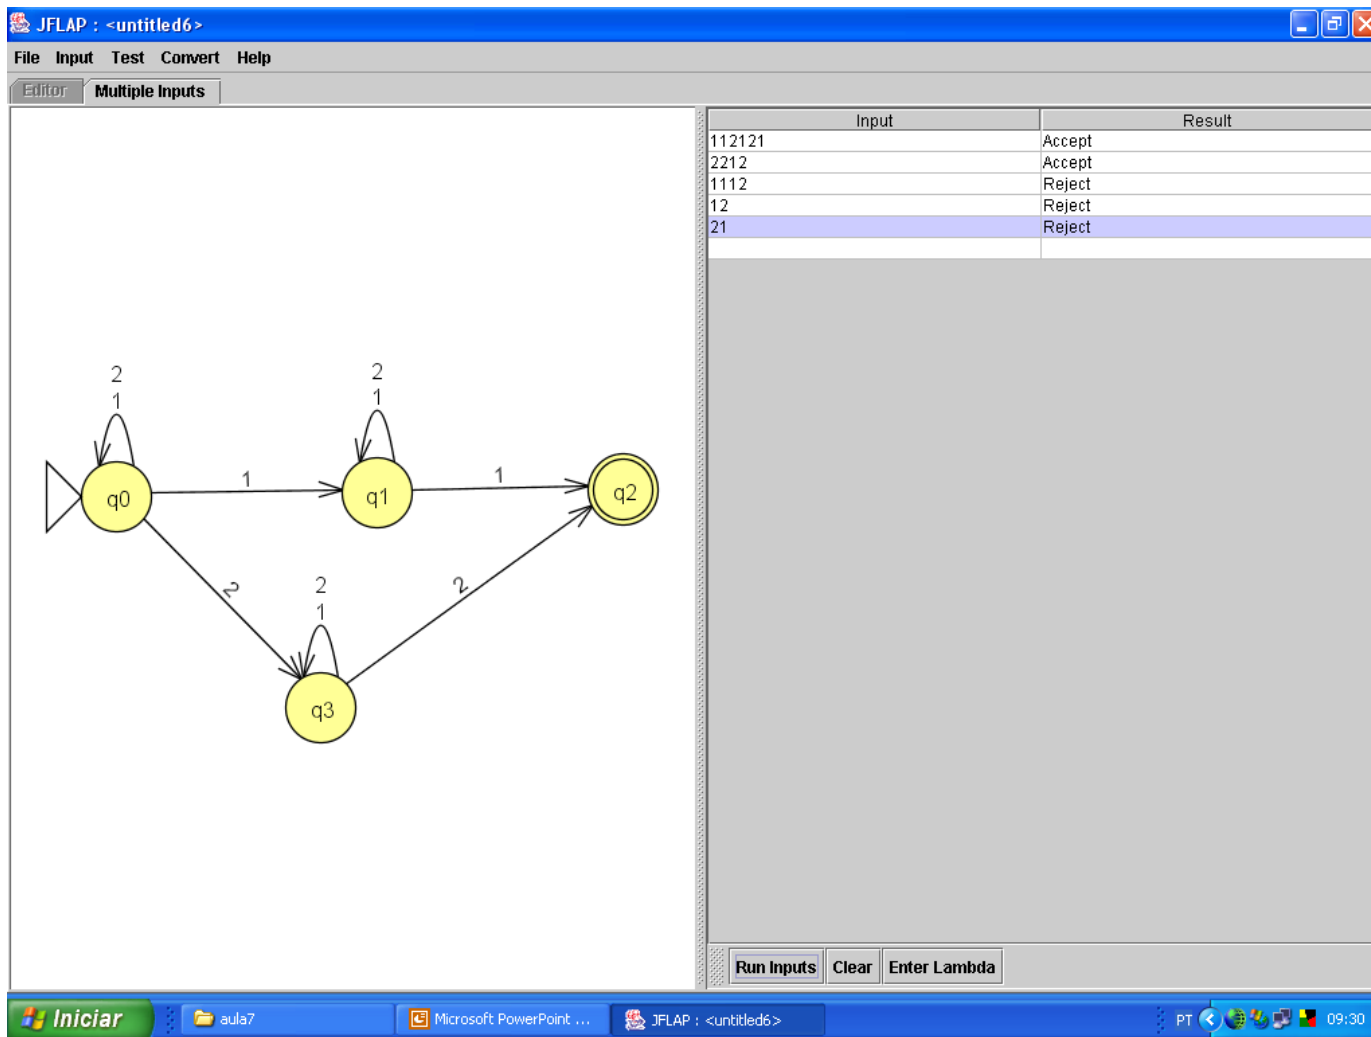 JFLAP : <untitled6>
File Input Test Convert Help
Editor Multiple Inputs
Input Result
112121 Accept
2212 Accept
1112 Reject
12 Reject
21 Reject
2
1
2
1
1
1
q0
q1
q2
2
2
2
1
q3
Run Inputs Clear Enter Lambda
Iniciar aula7 Microsoft PowerPoint ... JFLAP : <untitled6> PT 09:30